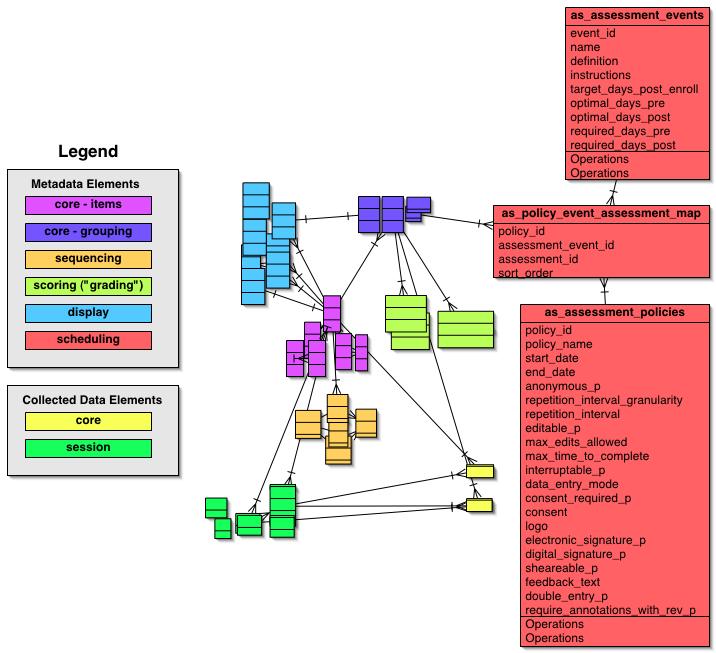 as_assessment_events
event_id
name
definition
instructions
target_days_post_enroll
optimal_days_pre
optimal_days_post
required_days_pre
required_days_post
Operations
Operations
Legend
Metadata Elements
core - items
core - grouping
sequencing
scoring ("grading")
display
scheduling
Collected Data Elements
core
session
as_policy_event_assessment_map
policy_id
assessment_event_id
assessment_id
sort_order
as_assessment_policies
policy_id
policy_name
start_date
end_date
anonymous_p
repetition_interval_granularity
repetition_interval
editable_p
max_edits_allowed
max_time_to_complete
interruptable_p
data_entry_mode
consent_required_p
consent
logo
electronic_signature_p
digital_signature_p
sheareable_p
feedback_text
double_entry_p
require_annotations_with_rev_p
Operations
Operations